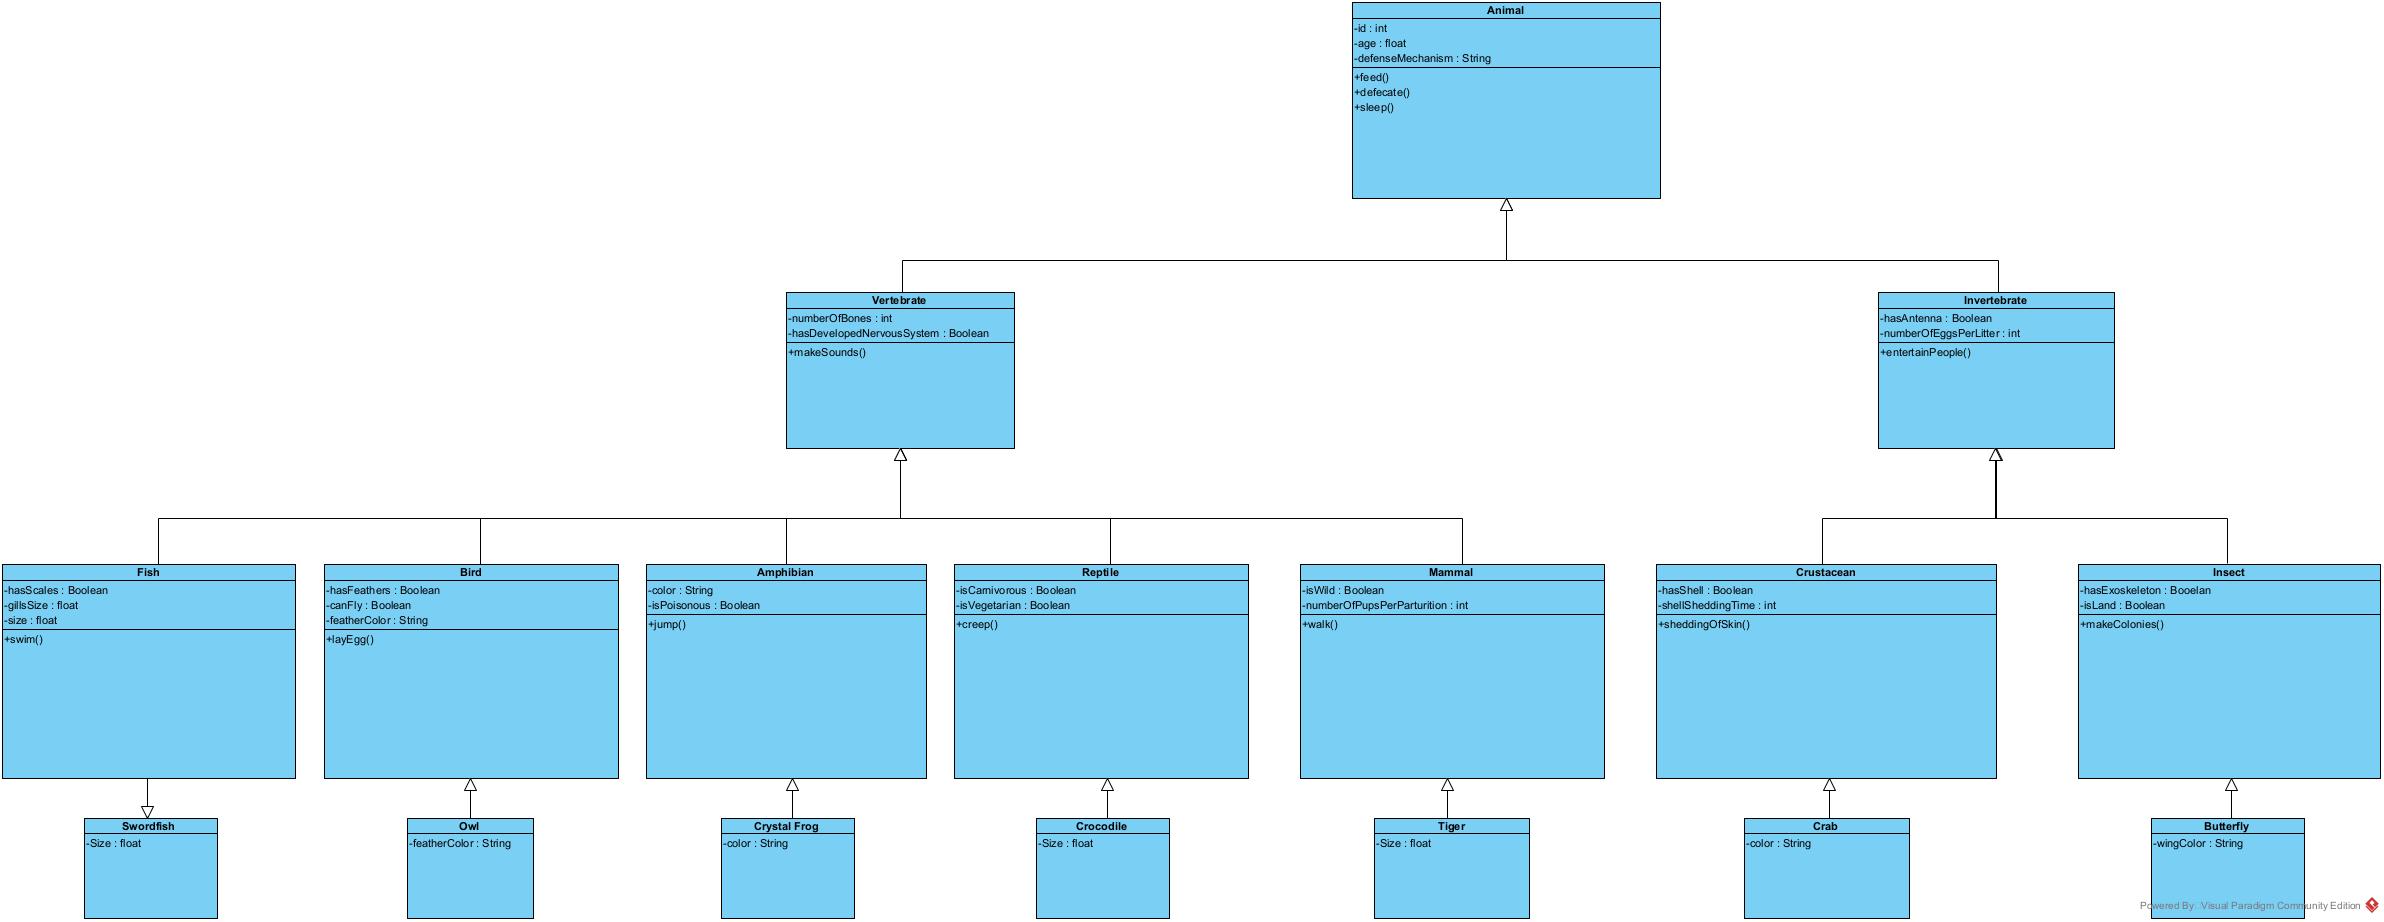 Animal
-id : int
-age : float
-defenseMechanism : String
+feed()
+defecate()
+sleep()
Vertebrate
-numberOfBones : int
-hasDevelopedNervousSystem : Boolean
+makeSounds()
Invertebrate
-hasAntenna : Boolean
-numberOfEggsPerLitter : int
+entertainPeople()
Fish
-hasScales : Boolean
-gillsSize : float
-size : float
+swim()
Bird
-hasFeathers : Boolean
-canFly : Boolean
-featherColor : String
+layEgg()
Amphibian
-color : String
-isPoisonous : Boolean
+jump()
Reptile
-isCarnivorous : Boolean
-isVegetarian : Boolean
+creep()
Mammal
-isWild : Boolean
-numberOfPupsPerParturition : int
+walk()
Crustacean
-hasShell : Boolean
-shellSheddingTime : int
+sheddingOfSkin()
Insect
-hasExoskeleton : Booelan
-isLand : Boolean
+makeColonies()
Swordfish
-Size : float
Owl
-featherColor : String
Crystal Frog
-color : String
Crocodile
-Size : float
Tiger
-Size : float
Crab
-color : String
Butterfly
-wingColor : String
Powered By: Visual Paradigm Community Edition